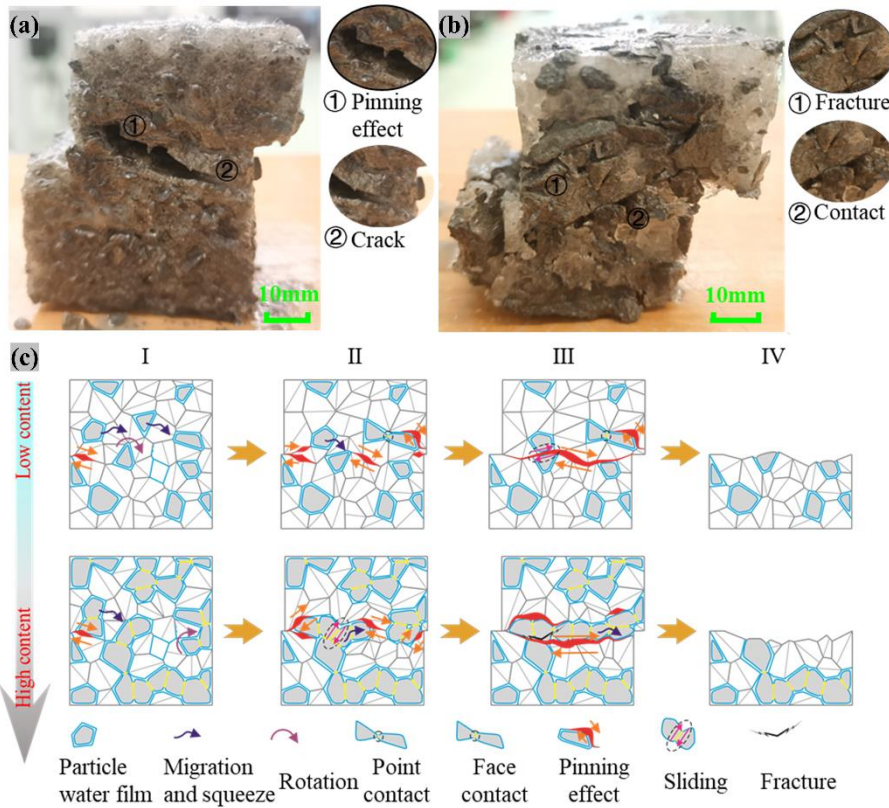 (a)
①
②
10mm
① Pinning
effect
② Crack
(b)
①
②
10mm
① Fracture
② Contact
(c)
I II III IV
Low content
High content
Particle
water film
Migration
and squeeze
Rotation
Point
contact
Face
contact
Pinning
effect
Sliding
Fracture